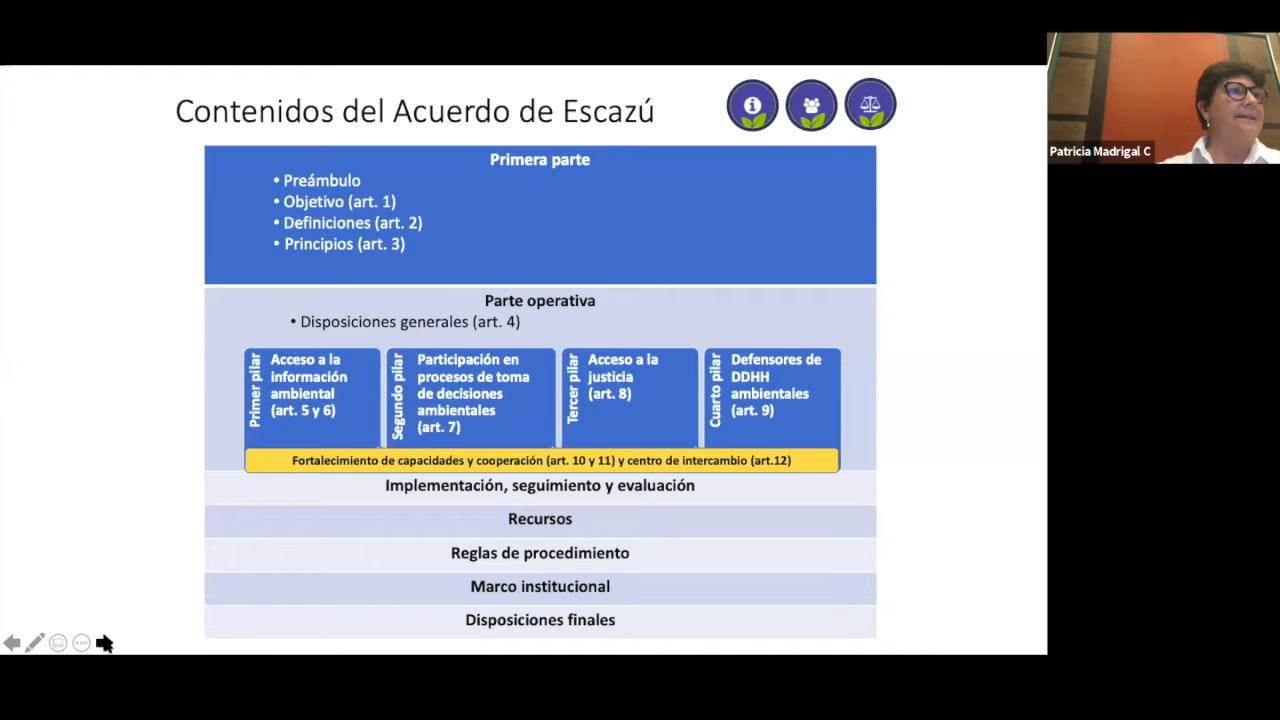 Contenidos del Acuerdo de Escazú
Primera parte
• Preámbulo
• Objetivo (art. 1)
• Definiciones (art. 2)
• Principios (art. 3)
Parte operativa
• Disposiciones generales (art. 4)
Primer pilar
Acceso a la
información
ambiental
(art. 5 y 6)
Segundo pilar
Participación en
procesos de toma
de decisiones
ambientales
(art. 7)
Tercer pilar
Acceso a la
justicia
(art. 8)
Cuarto pilar
Defensores de
DDHH
ambientales
(art. 9)
Fortalecimiento de capacidades y cooperación (art. 10 y 11) y centro de intercambio (art.12)
Implementación, seguimiento y evaluación
Recursos
Reglas de procedimiento
Marco institucional
Disposiciones finales
Patricia Madrigal C